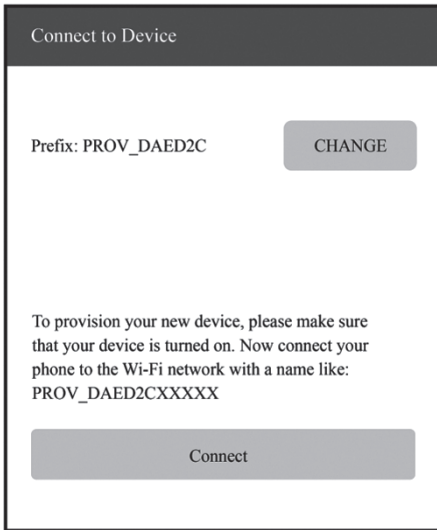 Connect to Device
Prefix: PROV_DAED2C
CHANGE
To provision your new device, please make sure
that your device is turned on. Now connect your
phone to the Wi-Fi network with a name like:
PROV_DAED2CXXXXX
Connect